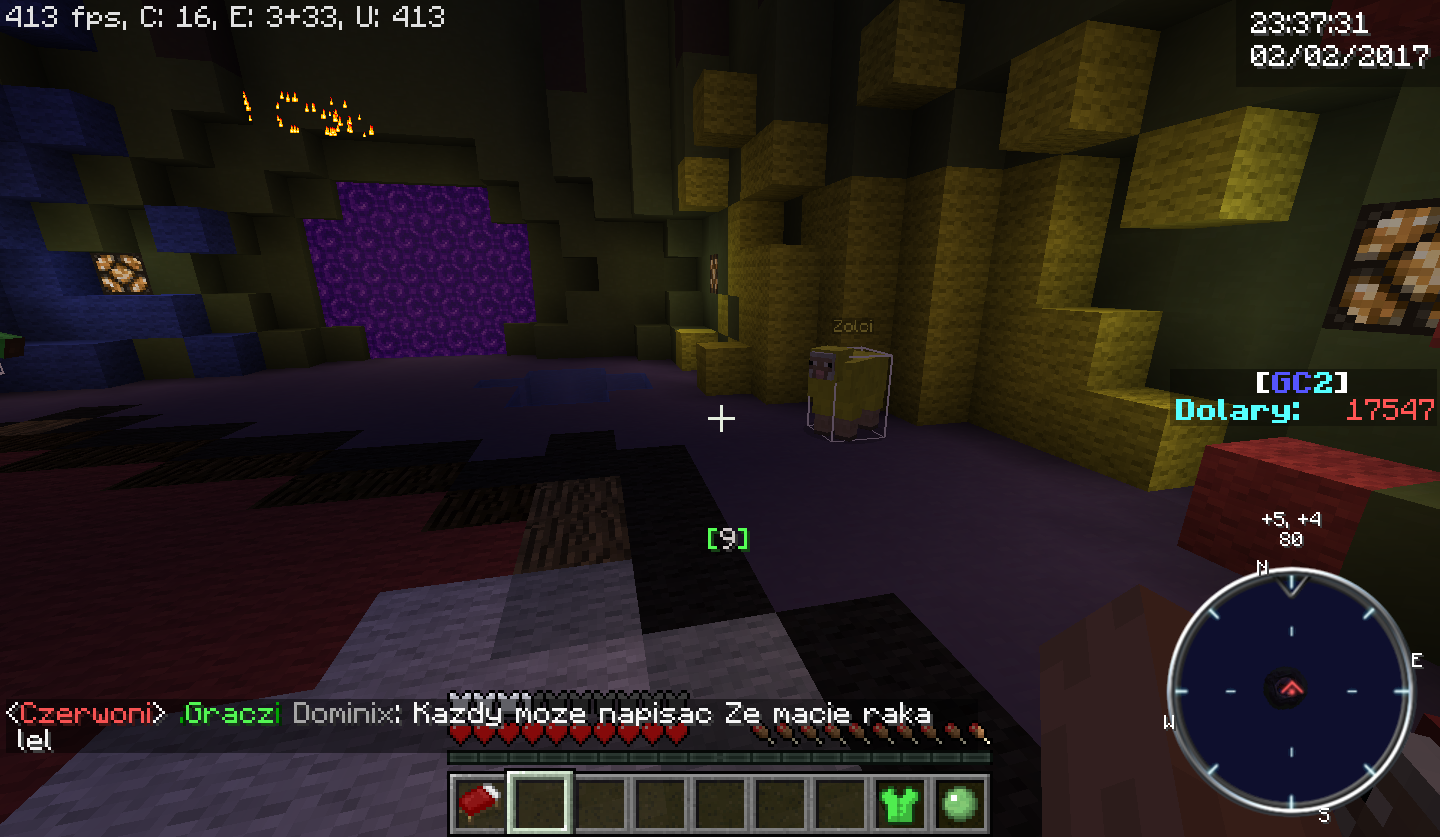 413 fps, C: 16, E: 3+33, U: 413
23:37:31
02/02/2017
Zolci
[GC2]
Dolary: 17547
+5, +4
80
N
[9]
E
W
<Czerwoni> .Graczi Dominix: Kazdy moze napisac Ze macie raka
lel
S